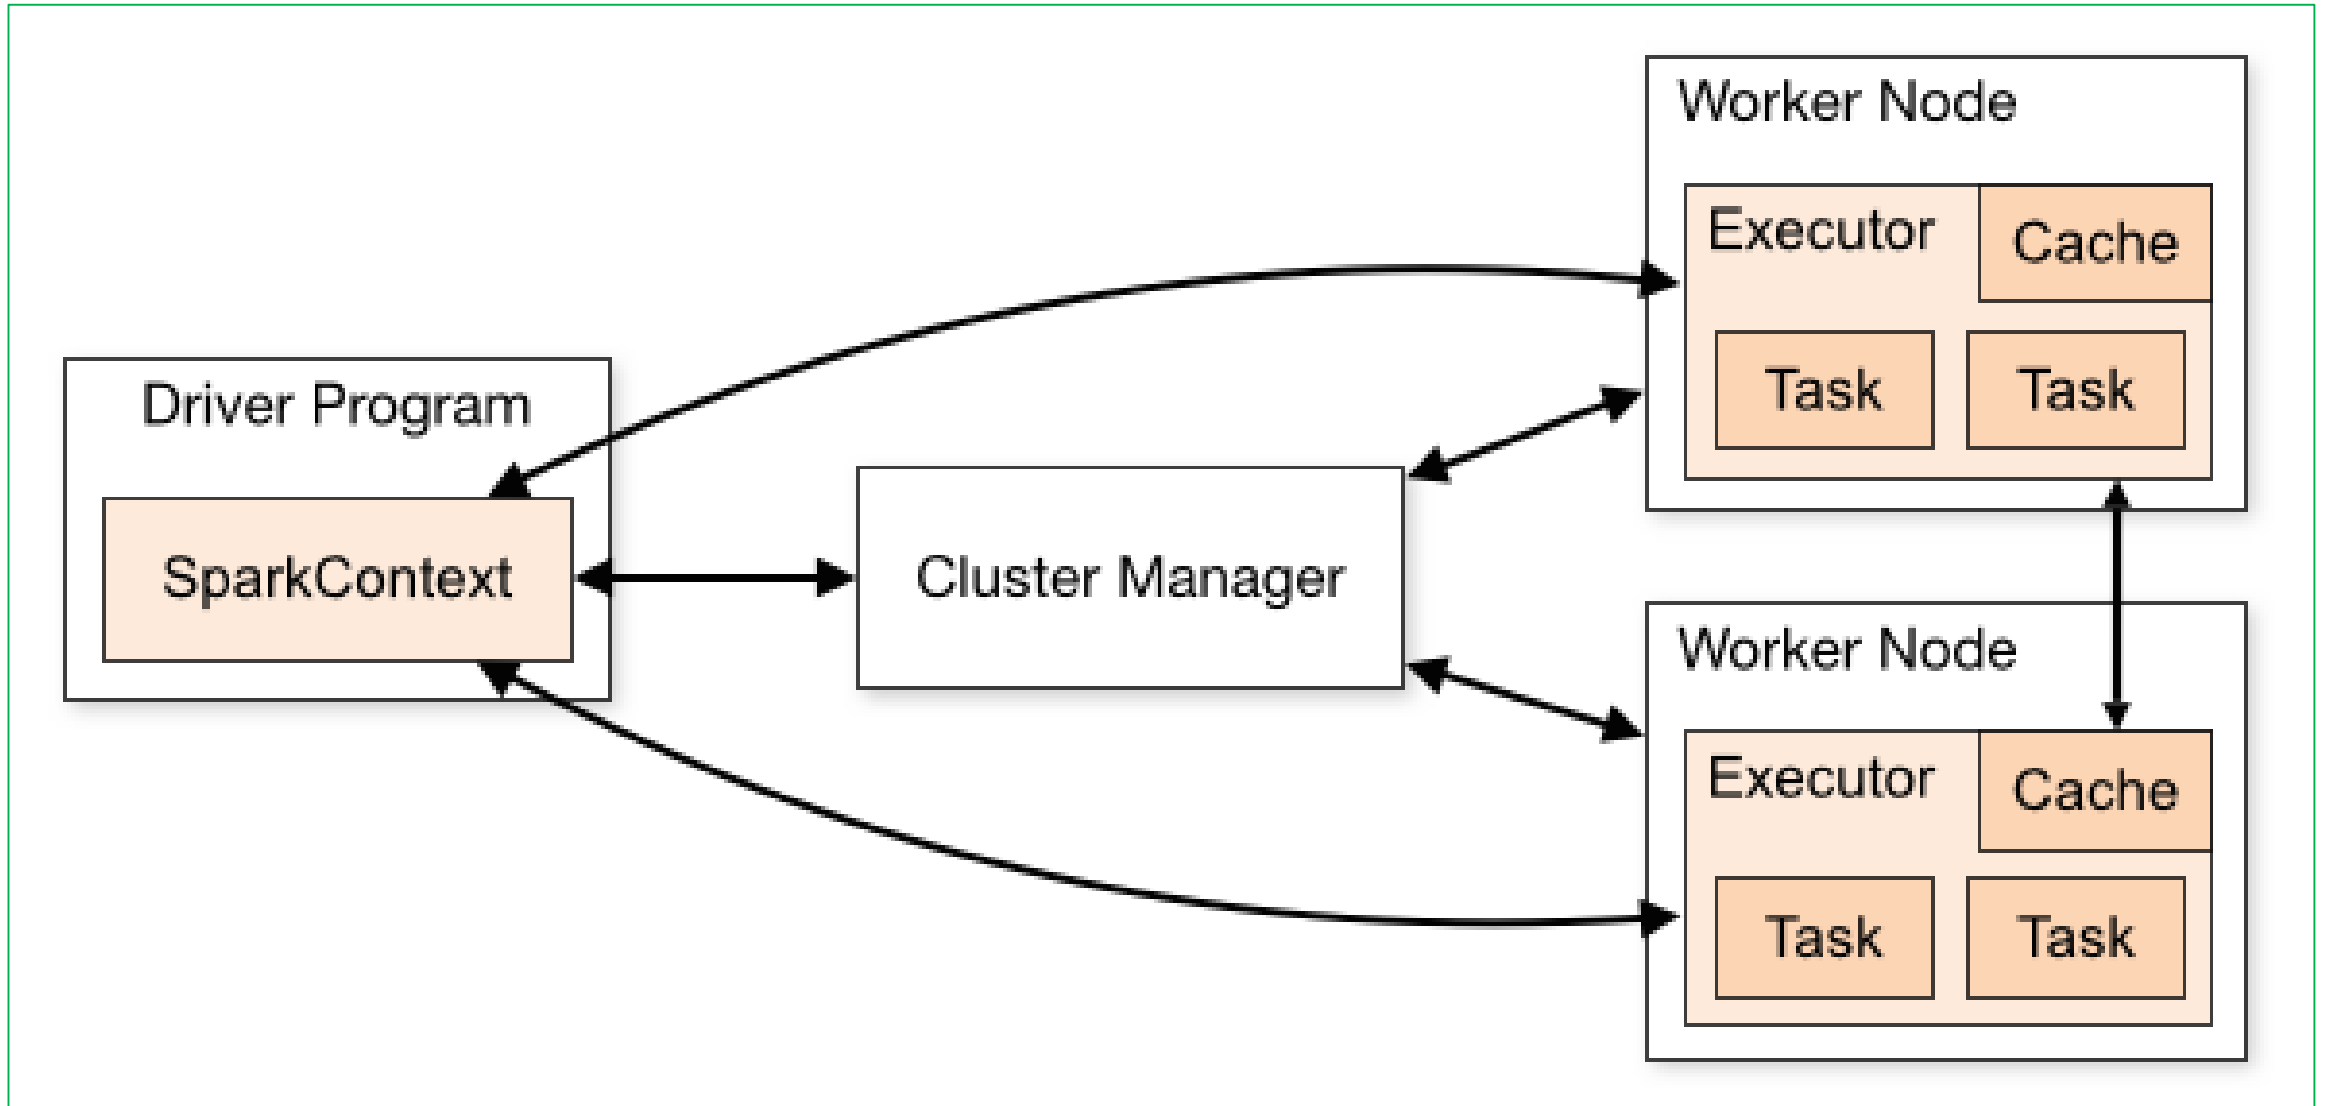 Driver Program
SparkContext
Cluster Manager
Worker Node
Executor
Cache
Task
Task
Worker Node
Executor
Cache
Task
Task